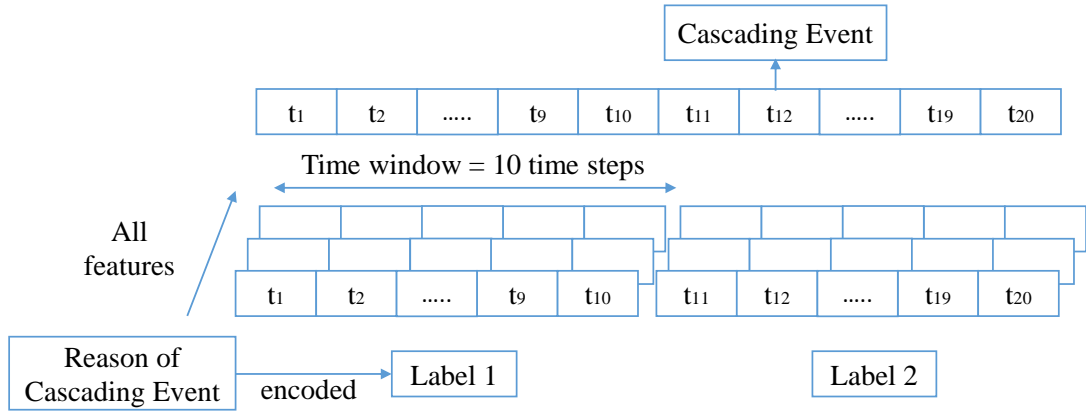 Cascading Event
t1 t2 ..... t9 t10 t11 t12 ..... t19 t20
Time window = 10 time steps
All
features
t1 t2 ..... t9 t10 t11 t12 ..... t19 t20
Reason of
Cascading Event
encoded
Label 1
Label 2